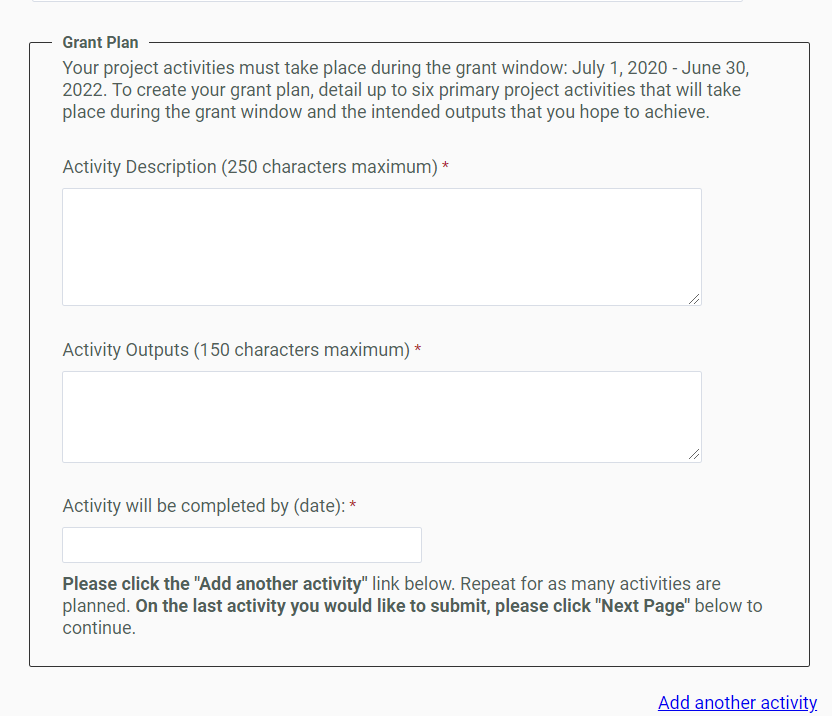 Grant Plan
Your project activities must take place during the grant window: July 1, 2020 - June 30,
2022. To create your grant plan, detail up to six primary project activities that will take
place during the grant window and the intended outputs that you hope to achieve.
Activity Description (250 characters maximum) *
Activity Outputs (150 characters maximum) *
Activity will be completed by (date): *
Please click the "Add another activity" link below. Repeat for as many activities are
planned. On the last activity you would like to submit, please click "Next Page" below to
continue.
Add another activity